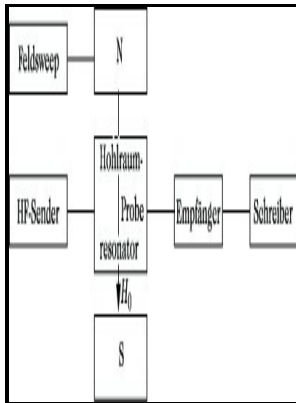 N
Feldsweep
Hohlraum-
HF-Sender
Probe
Empfänger
Schreiber
resonator
H₀
S